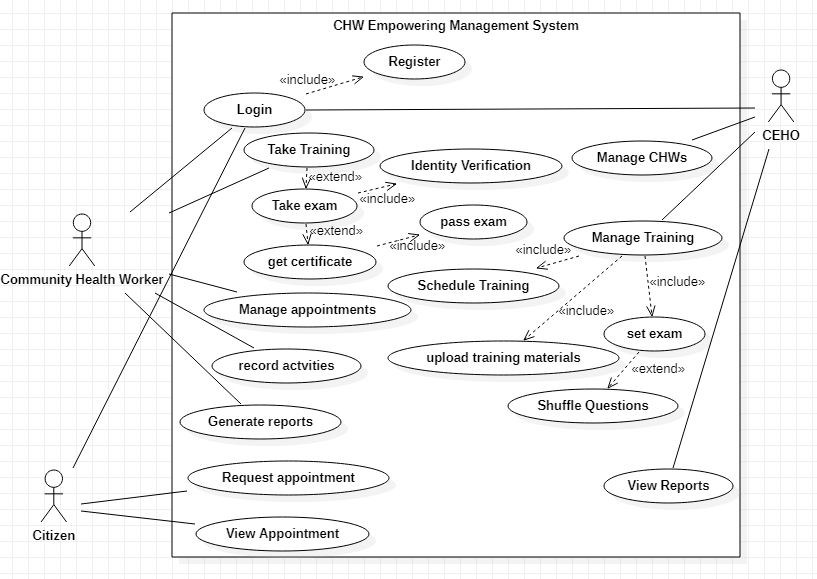 CHW Empowering Management System
Register
«include»
Login
CEHO
Take Training
Manage CHWs
Identity Verification
«extend»
«include»
Take exam
pass exam
«extend»
«include»
Manage Training
get certificate
«include»
Community Health Worker
Schedule Training
«include»
Manage appointments
«include»
set exam
upload training materials
record actvities
«extend»
Shuffle Questions
Generate reports
Request appointment
View Reports
View Appointment
Citizen